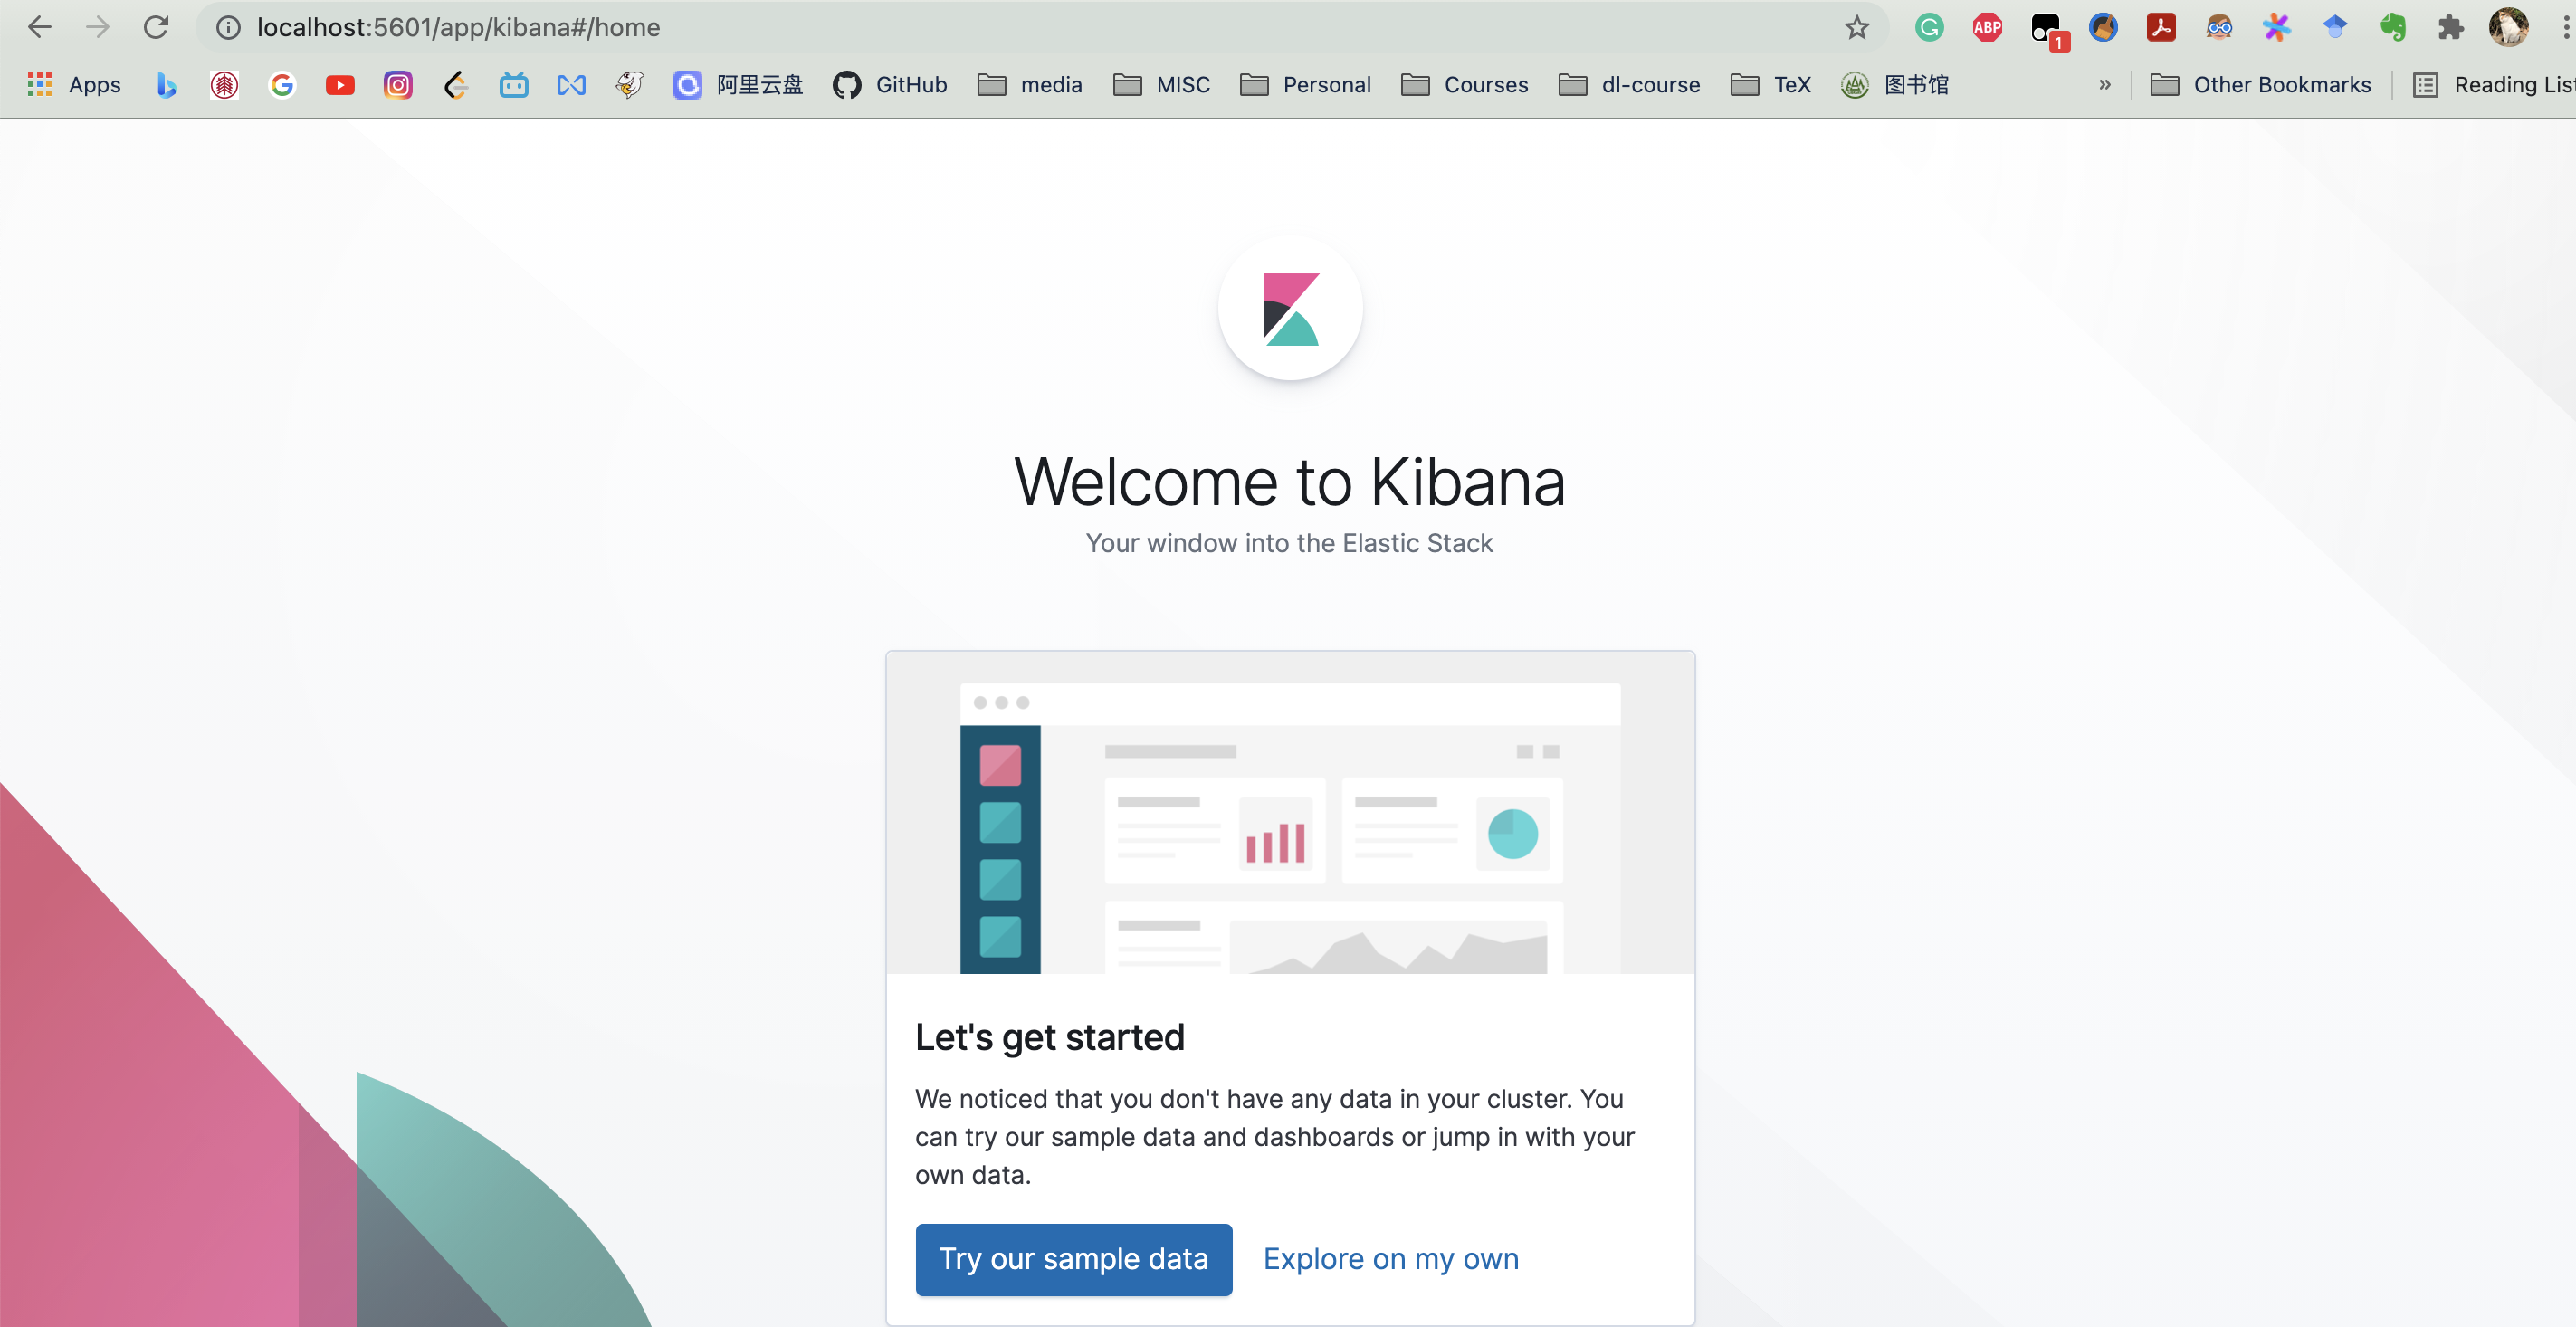 localhost:5601/app/kibana#/home
ABP
1
Apps
阿里云盘
GitHub
media
MISC
Personal
Courses
dl-course
TeX
图书馆
»
Other Bookmarks
Reading Lis
Welcome to Kibana
Your window into the Elastic Stack
Let's get started
We noticed that you don't have any data in your cluster. You
can try our sample data and dashboards or jump in with your
own data.
Try our sample data
Explore on my own